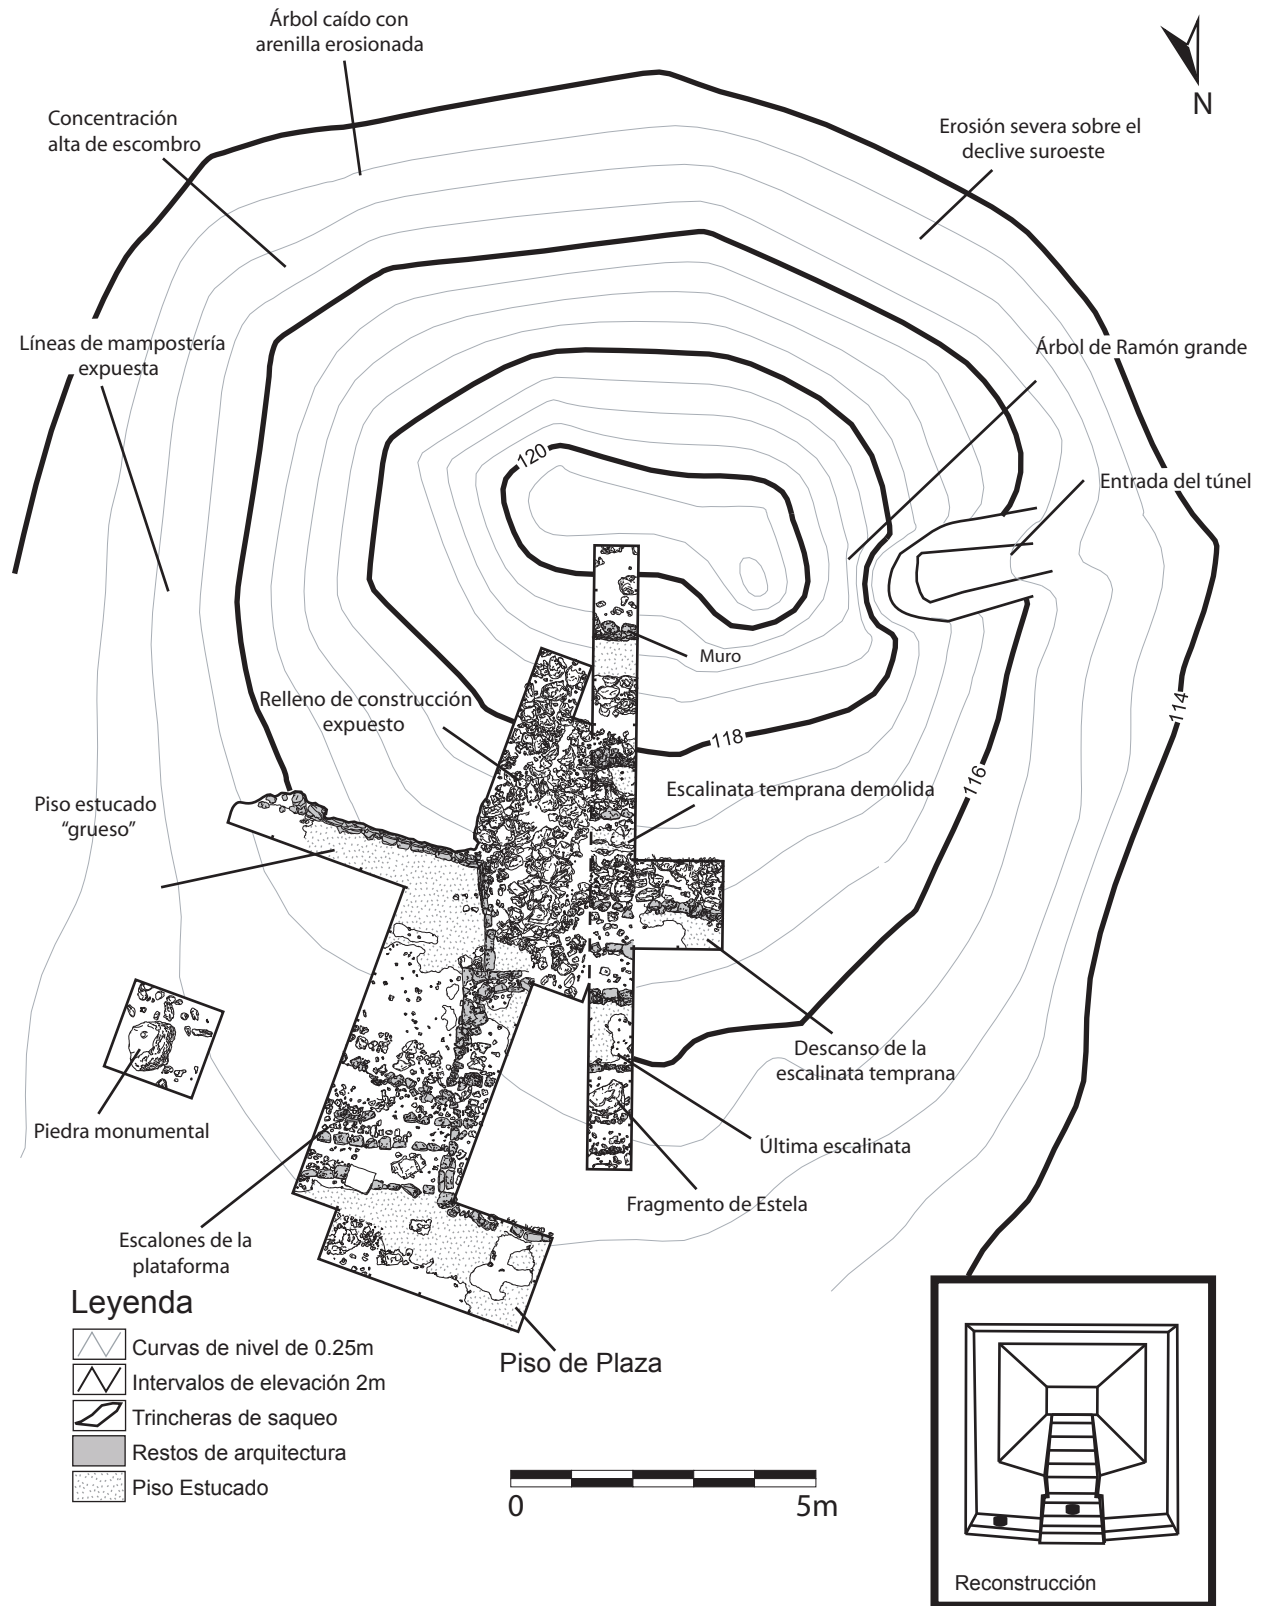 Árbol caído con
arenilla erosionada
N
Concentración
alta de escombro
Erosión severa sobre el
declive suroeste
Líneas de mampostería
expuesta
Árbol de Ramón grande
120
Entrada del túnel
Muro
Relleno de construcción
expuesto
118
114
116
Escalinata temprana demolida
Piso estucado
“grueso”
Descanso de la
escalinata temprana
Piedra monumental
Última escalinata
Fragmento de Estela
Escalones de la
plataforma
Leyenda
Curvas de nivel de 0.25m
Intervalos de elevación 2m
Trincheras de saqueo
Restos de arquitectura
Piso Estucado
Piso de Plaza
0 5m
Reconstrucción